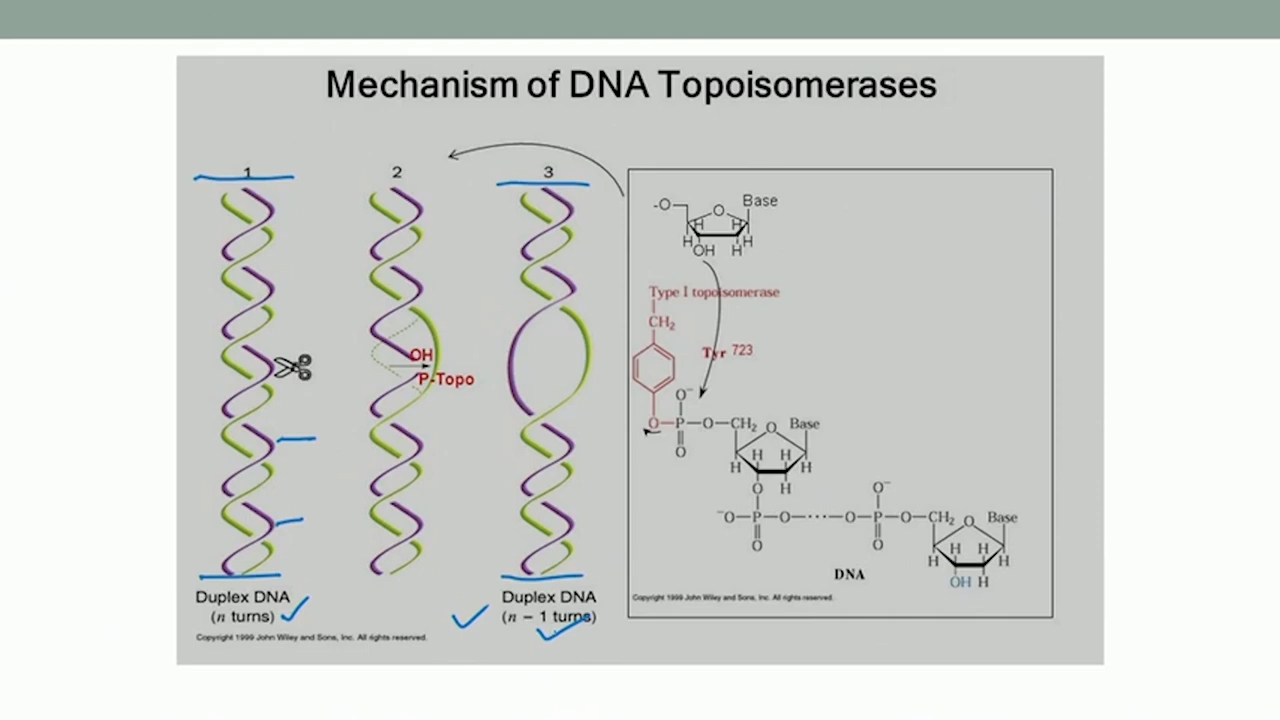 Mechanism of DNA Topoisomerases
1
2
3
OH
P-Topo
Duplex DNA
(n turns)
Duplex DNA
(n − 1 turns)
Copyright 1999 John Wiley and Sons, Inc. All rights reserved.
-O
O
Base
H H
H H
OH H
Type I topoisomerase
CH2
Tyr 723
O−
O—P—O—CH2 O Base
O
H H
H H
O H
−O—P—O—····—O—P—O—CH2 O Base
O−
O
O
H H
H H
OH H
DNA
Copyright 1999 John Wiley and Sons, Inc. All rights reserved.